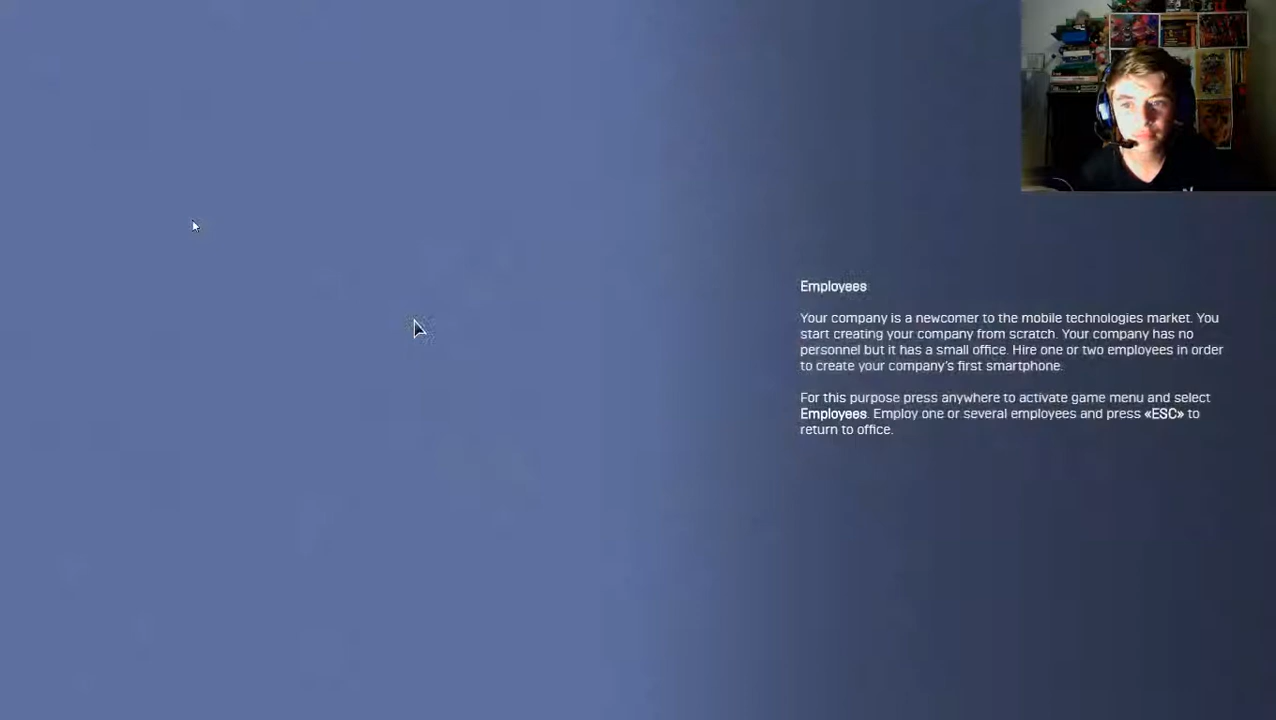 Employees
Your company is a newcomer to the mobile technologies market. You
start creating your company from scratch. Your company has no
personnel but it has a small office. Hire one or two employees in order
to create your company's first smartphone.
For this purpose press anywhere to activate game menu and select
Employees. Employ one or several employees and press «ESC» to
return to office.